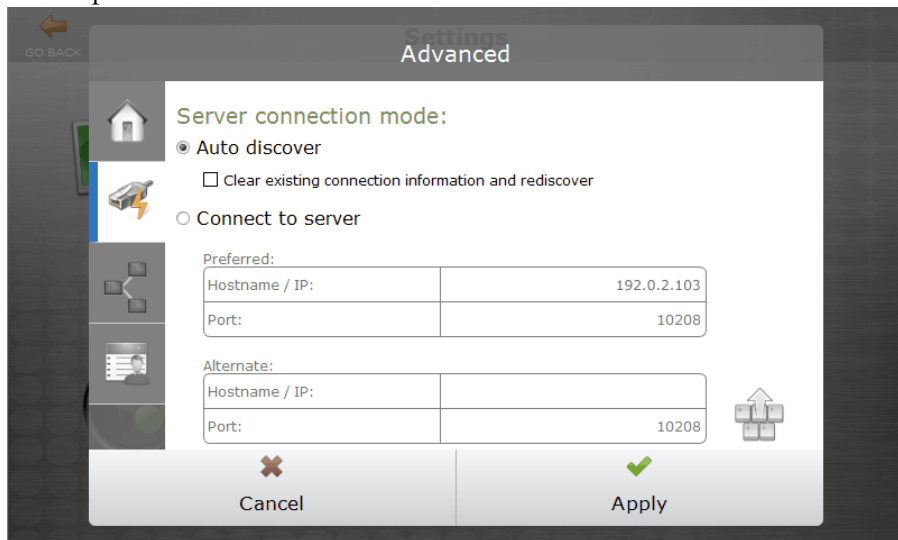 Settings
GO BACK
Advanced
Server connection mode:
Auto discover
Clear existing connection information and rediscover
Connect to server
Preferred:
Hostname / IP: 192.0.2.103
Port: 10208
Alternate:
Hostname / IP:
Port: 10208
Cancel Apply